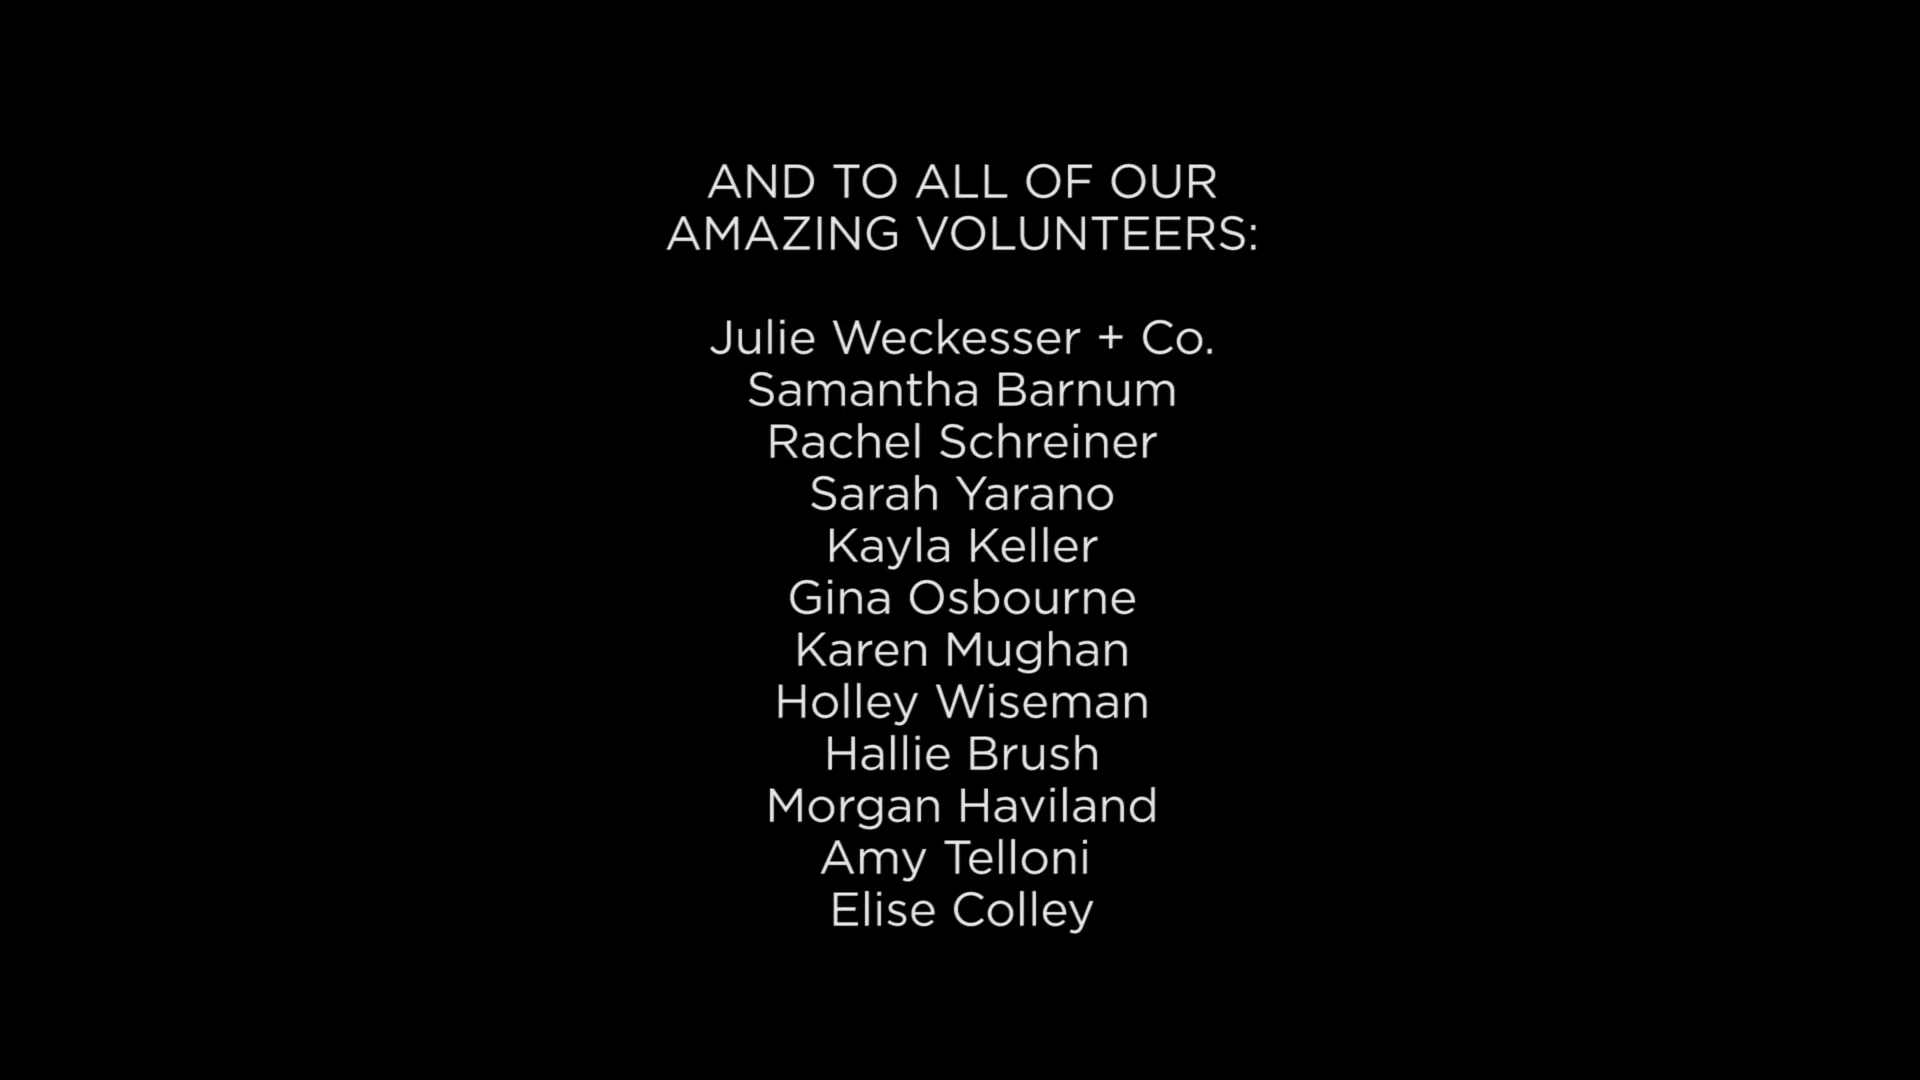 AND TO ALL OF OUR
AMAZING VOLUNTEERS:
Julie Weckesser + Co.
Samantha Barnum
Rachel Schreiner
Sarah Yarano
Kayla Keller
Gina Osbourne
Karen Mughan
Holley Wiseman
Hallie Brush
Morgan Haviland
Amy Telloni
Elise Colley